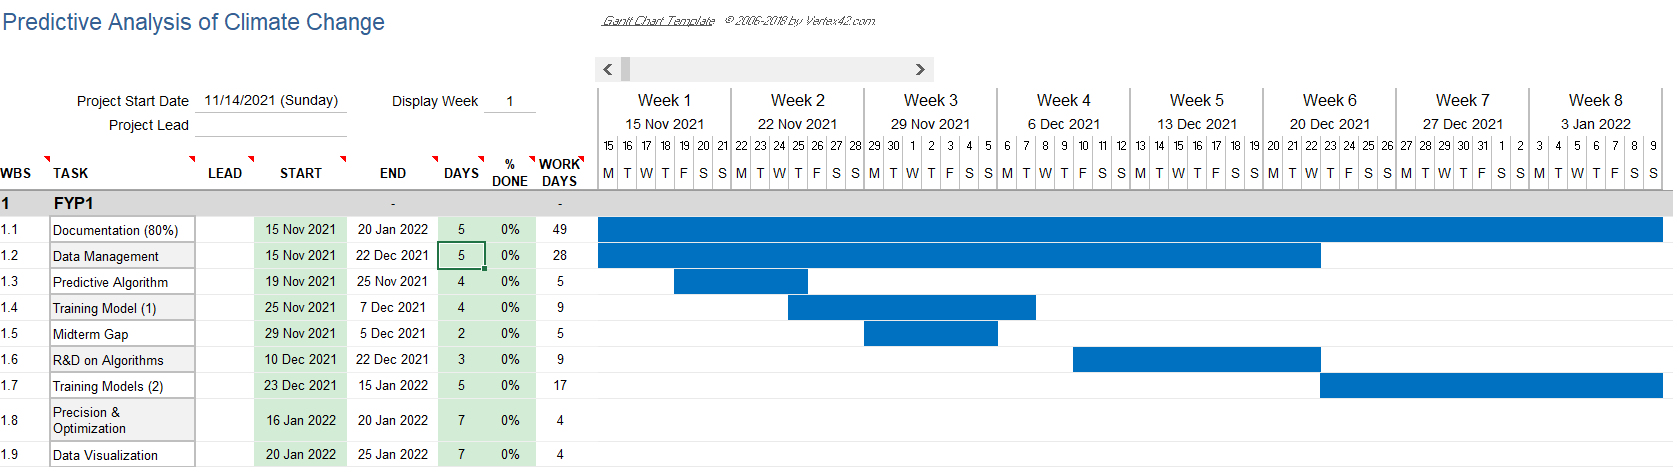 Predictive Analysis of Climate Change
Gantt Chart Template © 2006-2018 by Vertex42.com
Project Start Date 11/14/2021 (Sunday) Display Week 1 Week 1 Week 2 Week 3 Week 4 Week 5 Week 6 Week 7 Week 8
Project Lead 15 Nov 2021 22 Nov 2021 29 Nov 2021 6 Dec 2021 13 Dec 2021 20 Dec 2021 27 Dec 2021 3 Jan 2022
15 16 17 18 19 20 21 22 23 24 25 26 27 28 29 30 1 2 3 4 5 6 7 8 9 10 11 12 13 14 15 16 17 18 19 20 21 22 23 24 25 26 27 28 29 30 31 1 2 3 4 5 6 7 8 9
WBS TASK LEAD START END DAYS % DONE WORK DAYS M T W T F S S M T W T F S S M T W T F S S M T W T F S S M T W T F S S M T W T F S S M T W T F S S M T W T F S S
1 FYP1 - -
1.1 Documentation (80%) 15 Nov 2021 20 Jan 2022 5 0% 49
1.2 Data Management 15 Nov 2021 22 Dec 2021 5 0% 28
1.3 Predictive Algorithm 19 Nov 2021 25 Nov 2021 4 0% 5
1.4 Training Model (1) 25 Nov 2021 7 Dec 2021 4 0% 9
1.5 Midterm Gap 29 Nov 2021 5 Dec 2021 2 0% 5
1.6 R&D on Algorithms 10 Dec 2021 22 Dec 2021 3 0% 9
1.7 Training Models (2) 23 Dec 2021 15 Jan 2022 5 0% 17
1.8 Precision & Optimization 16 Jan 2022 20 Jan 2022 7 0% 4
1.9 Data Visualization 20 Jan 2022 25 Jan 2022 7 0% 4